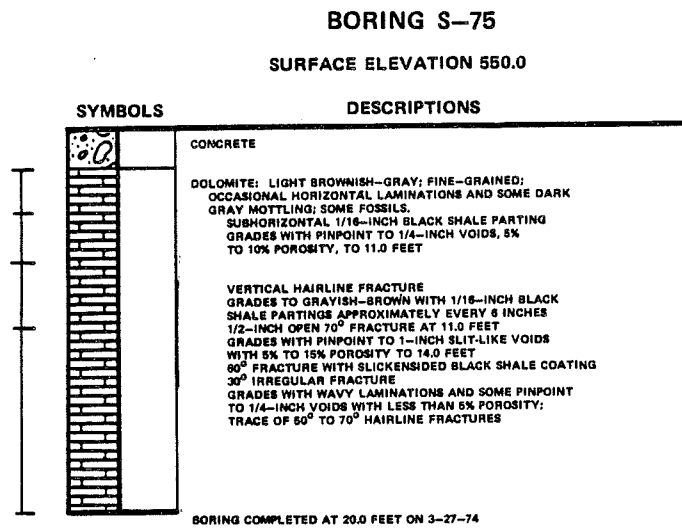 BORING S–75
SURFACE ELEVATION 550.0
SYMBOLS DESCRIPTIONS
CONCRETE
DOLOMITE: LIGHT BROWNISH–GRAY; FINE–GRAINED;
OCCASIONAL HORIZONTAL LAMINATIONS AND SOME DARK
GRAY MOTTLING; SOME FOSSILS.
SUBHORIZONTAL 1/16–INCH BLACK SHALE PARTING
GRADES WITH PINPOINT TO 1/4–INCH VOIDS, 5%
TO 10% POROSITY, TO 11.0 FEET
VERTICAL HAIRLINE FRACTURE
GRADES TO GRAYISH–BROWN WITH 1/16–INCH BLACK
SHALE PARTINGS APPROXIMATELY EVERY 6 INCHES
1/2–INCH OPEN 70° FRACTURE AT 11.0 FEET
GRADES WITH PINPOINT TO 1–INCH SLIT–LIKE VOIDS
WITH 5% TO 15% POROSITY TO 14.0 FEET
60° FRACTURE WITH SLICKENSIDED BLACK SHALE COATING
30° IRREGULAR FRACTURE
GRADES WITH WAVY LAMINATIONS AND SOME PINPOINT
TO 1/4–INCH VOIDS WITH LESS THAN 5% POROSITY;
TRACE OF 50° TO 70° HAIRLINE FRACTURES
BORING COMPLETED AT 20.0 FEET ON 3–27–74